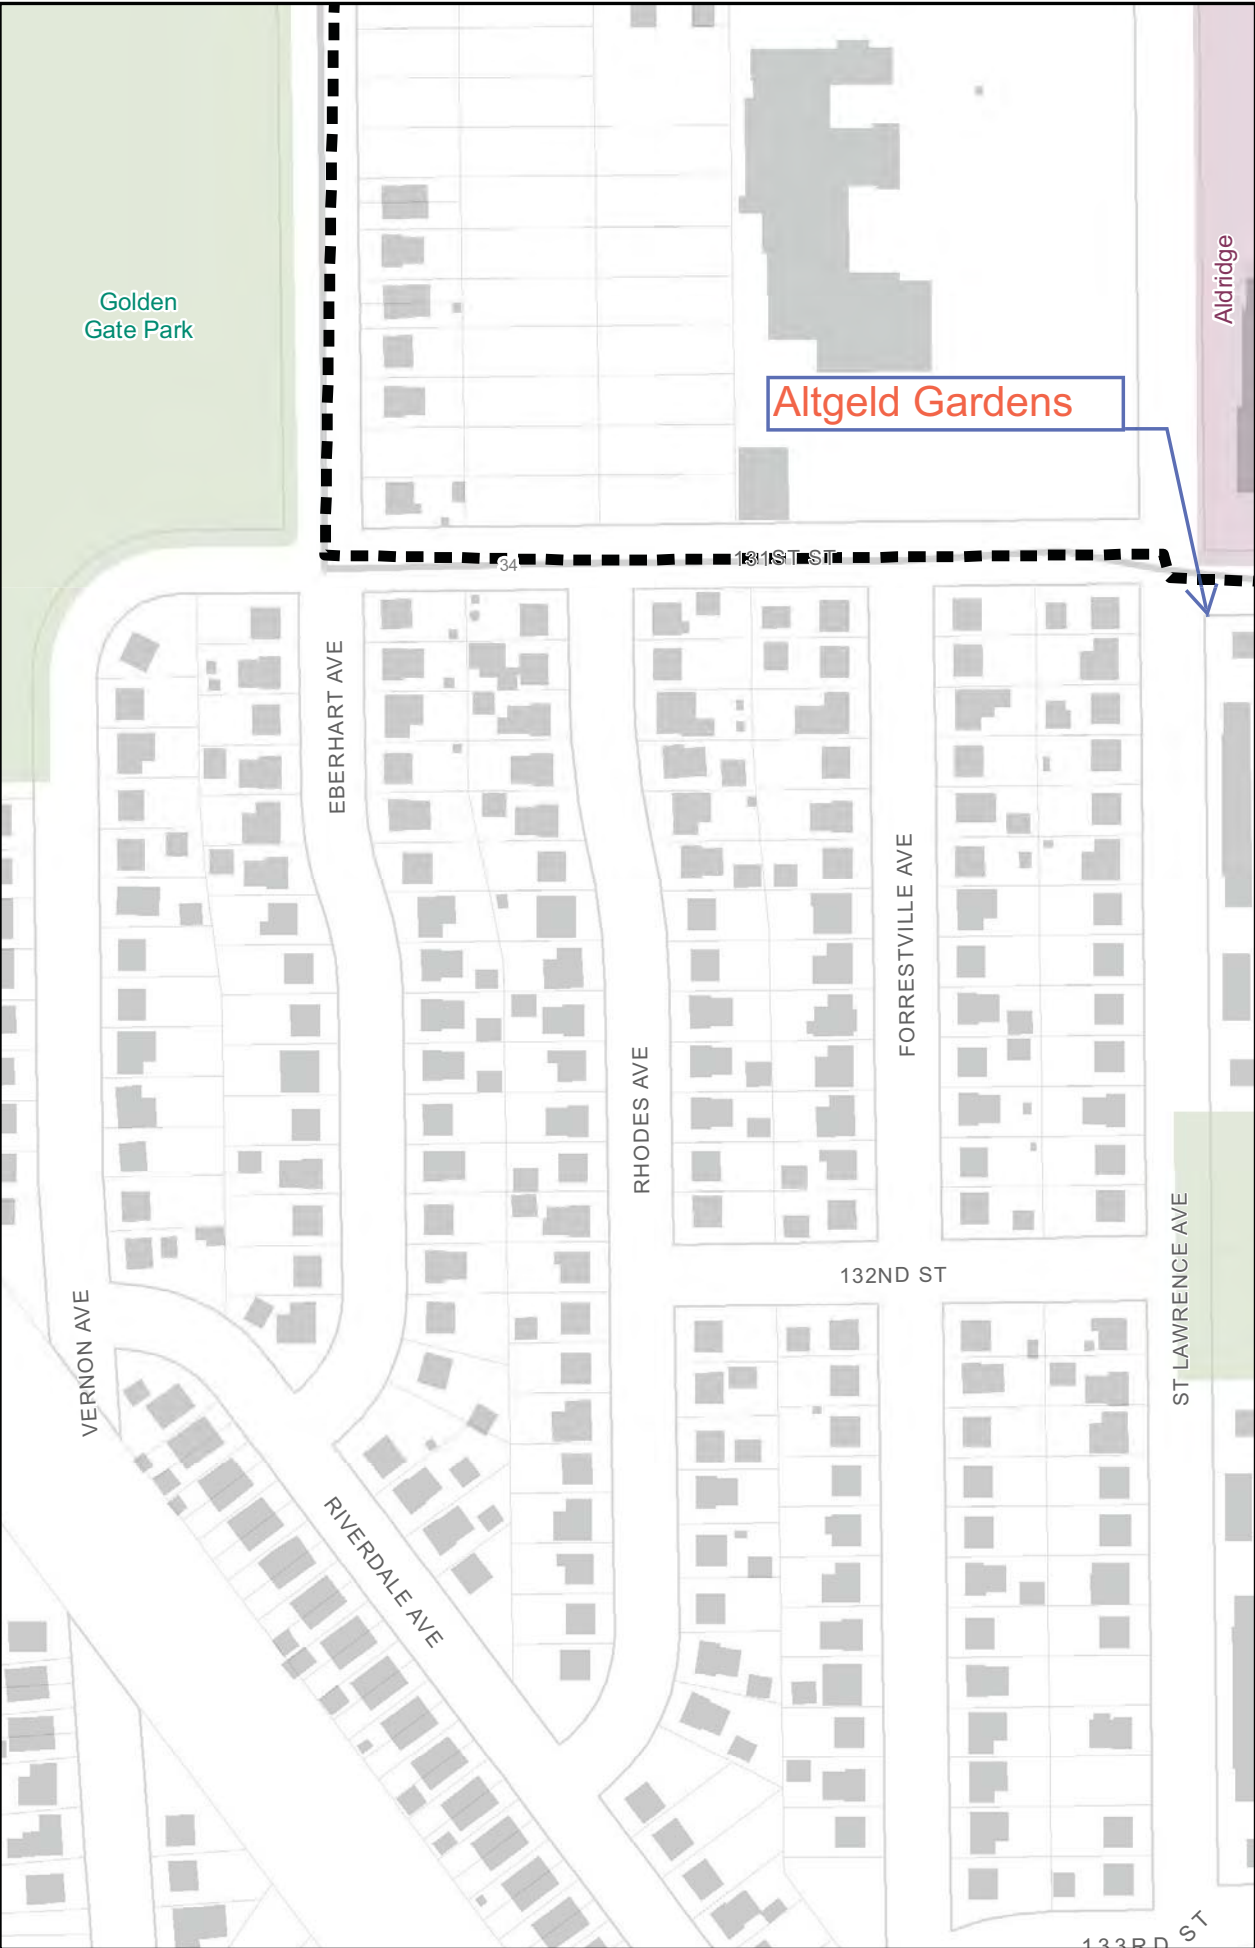 Golden
Gate Park
Aldridge
Altgeld Gardens
34
131ST ST
EBERHART AVE
FORRESTVILLE AVE
RHODES AVE
132ND ST
ST LAWRENCE AVE
VERNON AVE
RIVERDALE AVE
133RD ST